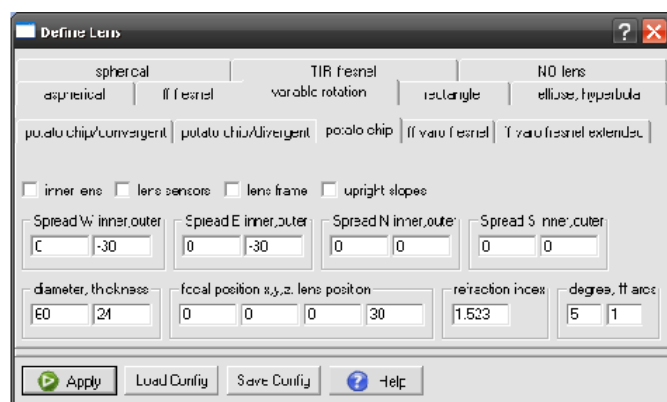 Define Lens
spherical TIR fresnel NO lens
aspherical ff fresnel variable rotation rectangle ellipse, hyperbula
potato chip/convergent potato chip/divergent potato chip ff varo fresnel ff varo fresnel extended
inner lens lens sensors lens frame upright slopes
Spread W inner,outer Spread E inner,outer Spread N inner,outer Spread S inner,outer
0 -30 0 -30 0 0 0 0
diameter, thickness focal position x,y,z, lens position refraction index degree, ff arcs
60 24 0 0 0 30 1.523 5 1
Apply Load Config Save Config Help